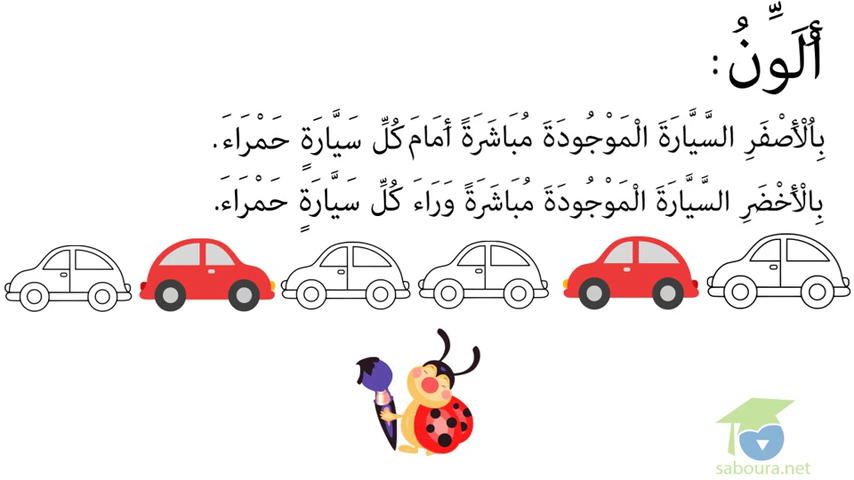 أُلَوِّنُ:
بِاُلْأَصْفَرِ السَّيَّارَةَ الْمَوْجُودَةَ مُبَاشَرَةً أَمَامَ كُلِّ سَيَّارَةٍ حَمْرَاءَ.
بِالْأَخْضَرِ السَّيَّارَةَ الْمَوْجُودَةَ مُبَاشَرَةً وَرَاءَ كُلِّ سَيَّارَةٍ حَمْرَاءَ.
saboura.net